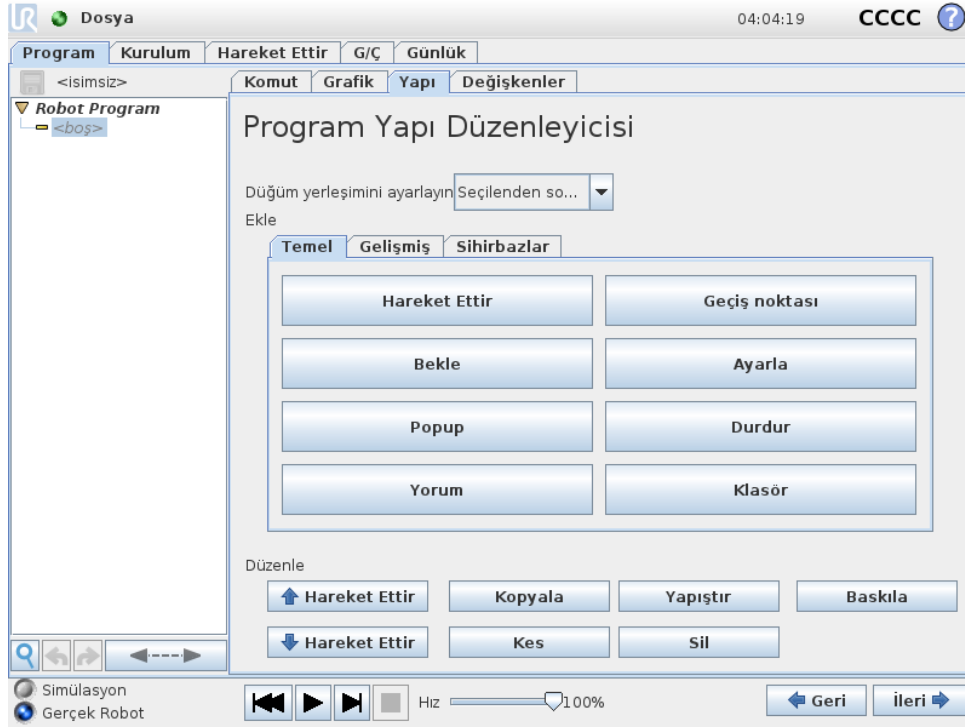 UR Dosya 04:04:19 CCCC ?
Program Kurulum Hareket Ettir G/Ç Günlük
<isimsiz> Komut Grafik Yapı Değişkenler
Robot Program
<boş>
Program Yapı Düzenleyicisi
Düğüm yerleşimini ayarlayın Seçilenden so...
Ekle
Temel Gelişmiş Sihirbazlar
Hareket Ettir Geçiş noktası
Bekle Ayarla
Popup Durdur
Yorum Klasör
Düzenle
Hareket Ettir Kopyala Yapıştır Baskıla
Hareket Ettir Kes Sil
Simülasyon
Gerçek Robot
Hız 100% Geri İleri